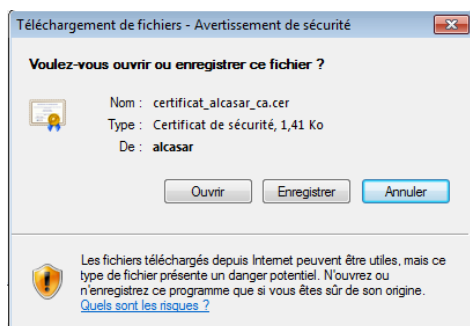 Téléchargement de fichiers - Avertissement de sécurité
Voulez-vous ouvrir ou enregistrer ce fichier ?
Nom : certificat_alcasar_ca.cer
Type : Certificat de sécurité, 1,41 Ko
De : alcasar
Ouvrir Enregistrer Annuler
Les fichiers téléchargés depuis Internet peuvent être utiles, mais ce
type de fichier présente un danger potentiel. N'ouvrez ou
n'enregistrez ce programme que si vous êtes sûr de son origine.
Quels sont les risques ?